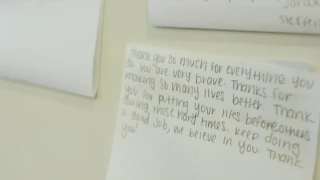 Thank you so much for everything you
do. You are very brave. Thanks for
making so many lives better. Thank
you for putting your lives before others
during these hard times. Keep doing
a good job, we believe in you. Thank
you!